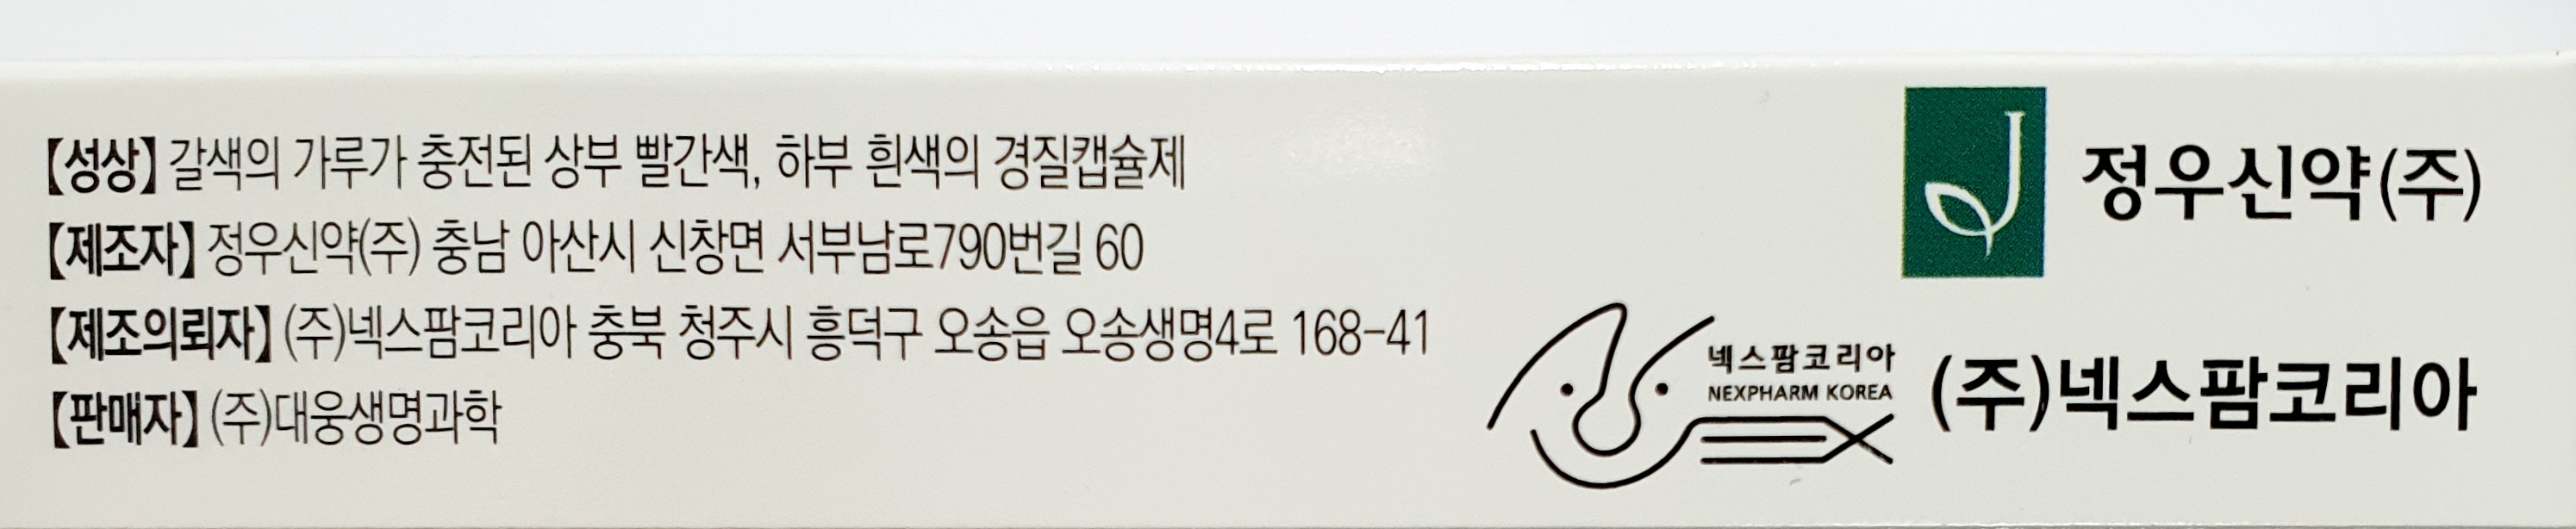 【성상】 갈색의 가루가 충전된 상부 빨간색, 하부 흰색의 경질캡슐제
【제조자】 정우신약(주) 충남 아산시 신창면 서부남로790번길 60
【제조의뢰자】 (주)넥스팜코리아 충북 청주시 흥덕구 오송읍 오송생명4로 168-41
【판매자】 (주)대웅생명과학
정우신약(주)
넥스팜코리아
NEXPHARM KOREA
(주)넥스팜코리아